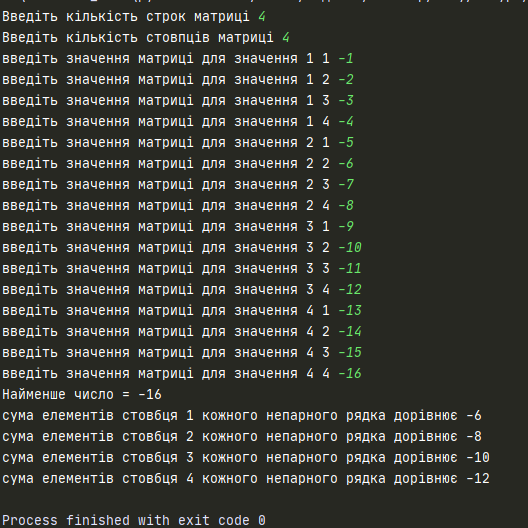 Введіть кількість строк матриці 4
Введіть кількість стовпців матриці 4
введіть значення матриці для значення 1 1 -1
введіть значення матриці для значення 1 2 -2
введіть значення матриці для значення 1 3 -3
введіть значення матриці для значення 1 4 -4
введіть значення матриці для значення 2 1 -5
введіть значення матриці для значення 2 2 -6
введіть значення матриці для значення 2 3 -7
введіть значення матриці для значення 2 4 -8
введіть значення матриці для значення 3 1 -9
введіть значення матриці для значення 3 2 -10
введіть значення матриці для значення 3 3 -11
введіть значення матриці для значення 3 4 -12
введіть значення матриці для значення 4 1 -13
введіть значення матриці для значення 4 2 -14
введіть значення матриці для значення 4 3 -15
введіть значення матриці для значення 4 4 -16
Найменше число = -16
сума елементів стовбця 1 кожного непарного рядка дорівнює -6
сума елементів стовбця 2 кожного непарного рядка дорівнює -8
сума елементів стовбця 3 кожного непарного рядка дорівнює -10
сума елементів стовбця 4 кожного непарного рядка дорівнює -12
Process finished with exit code 0